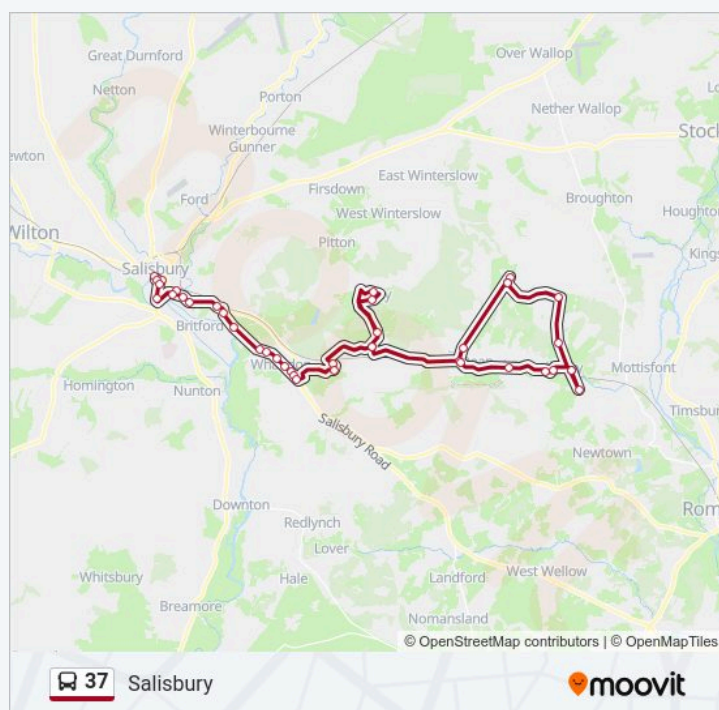 Great Durnford
Over Wallop
Netton
Porton
Nether Wallop
Stock
Winterbourne
Gunner
ewton
East Winterslow
Ford
Firsdown
Broughton
Houghto
West Winterslow
Wilton
Pitton
King
Salisbury
Britford
Mottisfont
Homington
Nunton
Timsbu
Salisbury Road
Newtown
Downton
Redlynch
Rom
Lover
Whitsbury
Hale
Landford
West Wellow
Breamore
Nomansland
© OpenStreetMap contributors | © OpenMapTiles
37 Salisbury
moovit